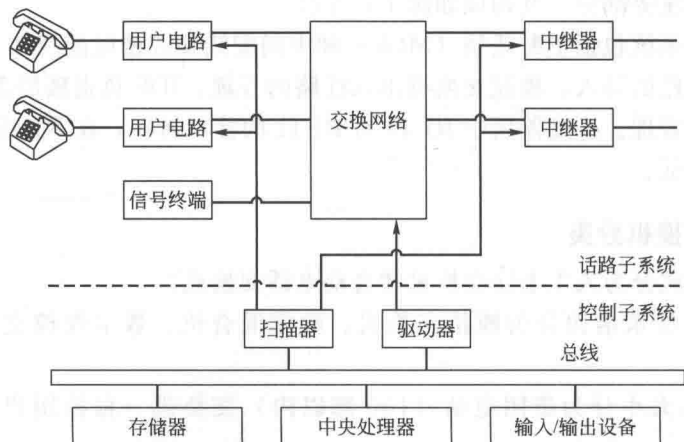 用户电路
中继器
用户电路
交换网络
中继器
信号终端
话路子系统
控制子系统
扫描器
驱动器
总线
存储器
中央处理器
输入/输出设备